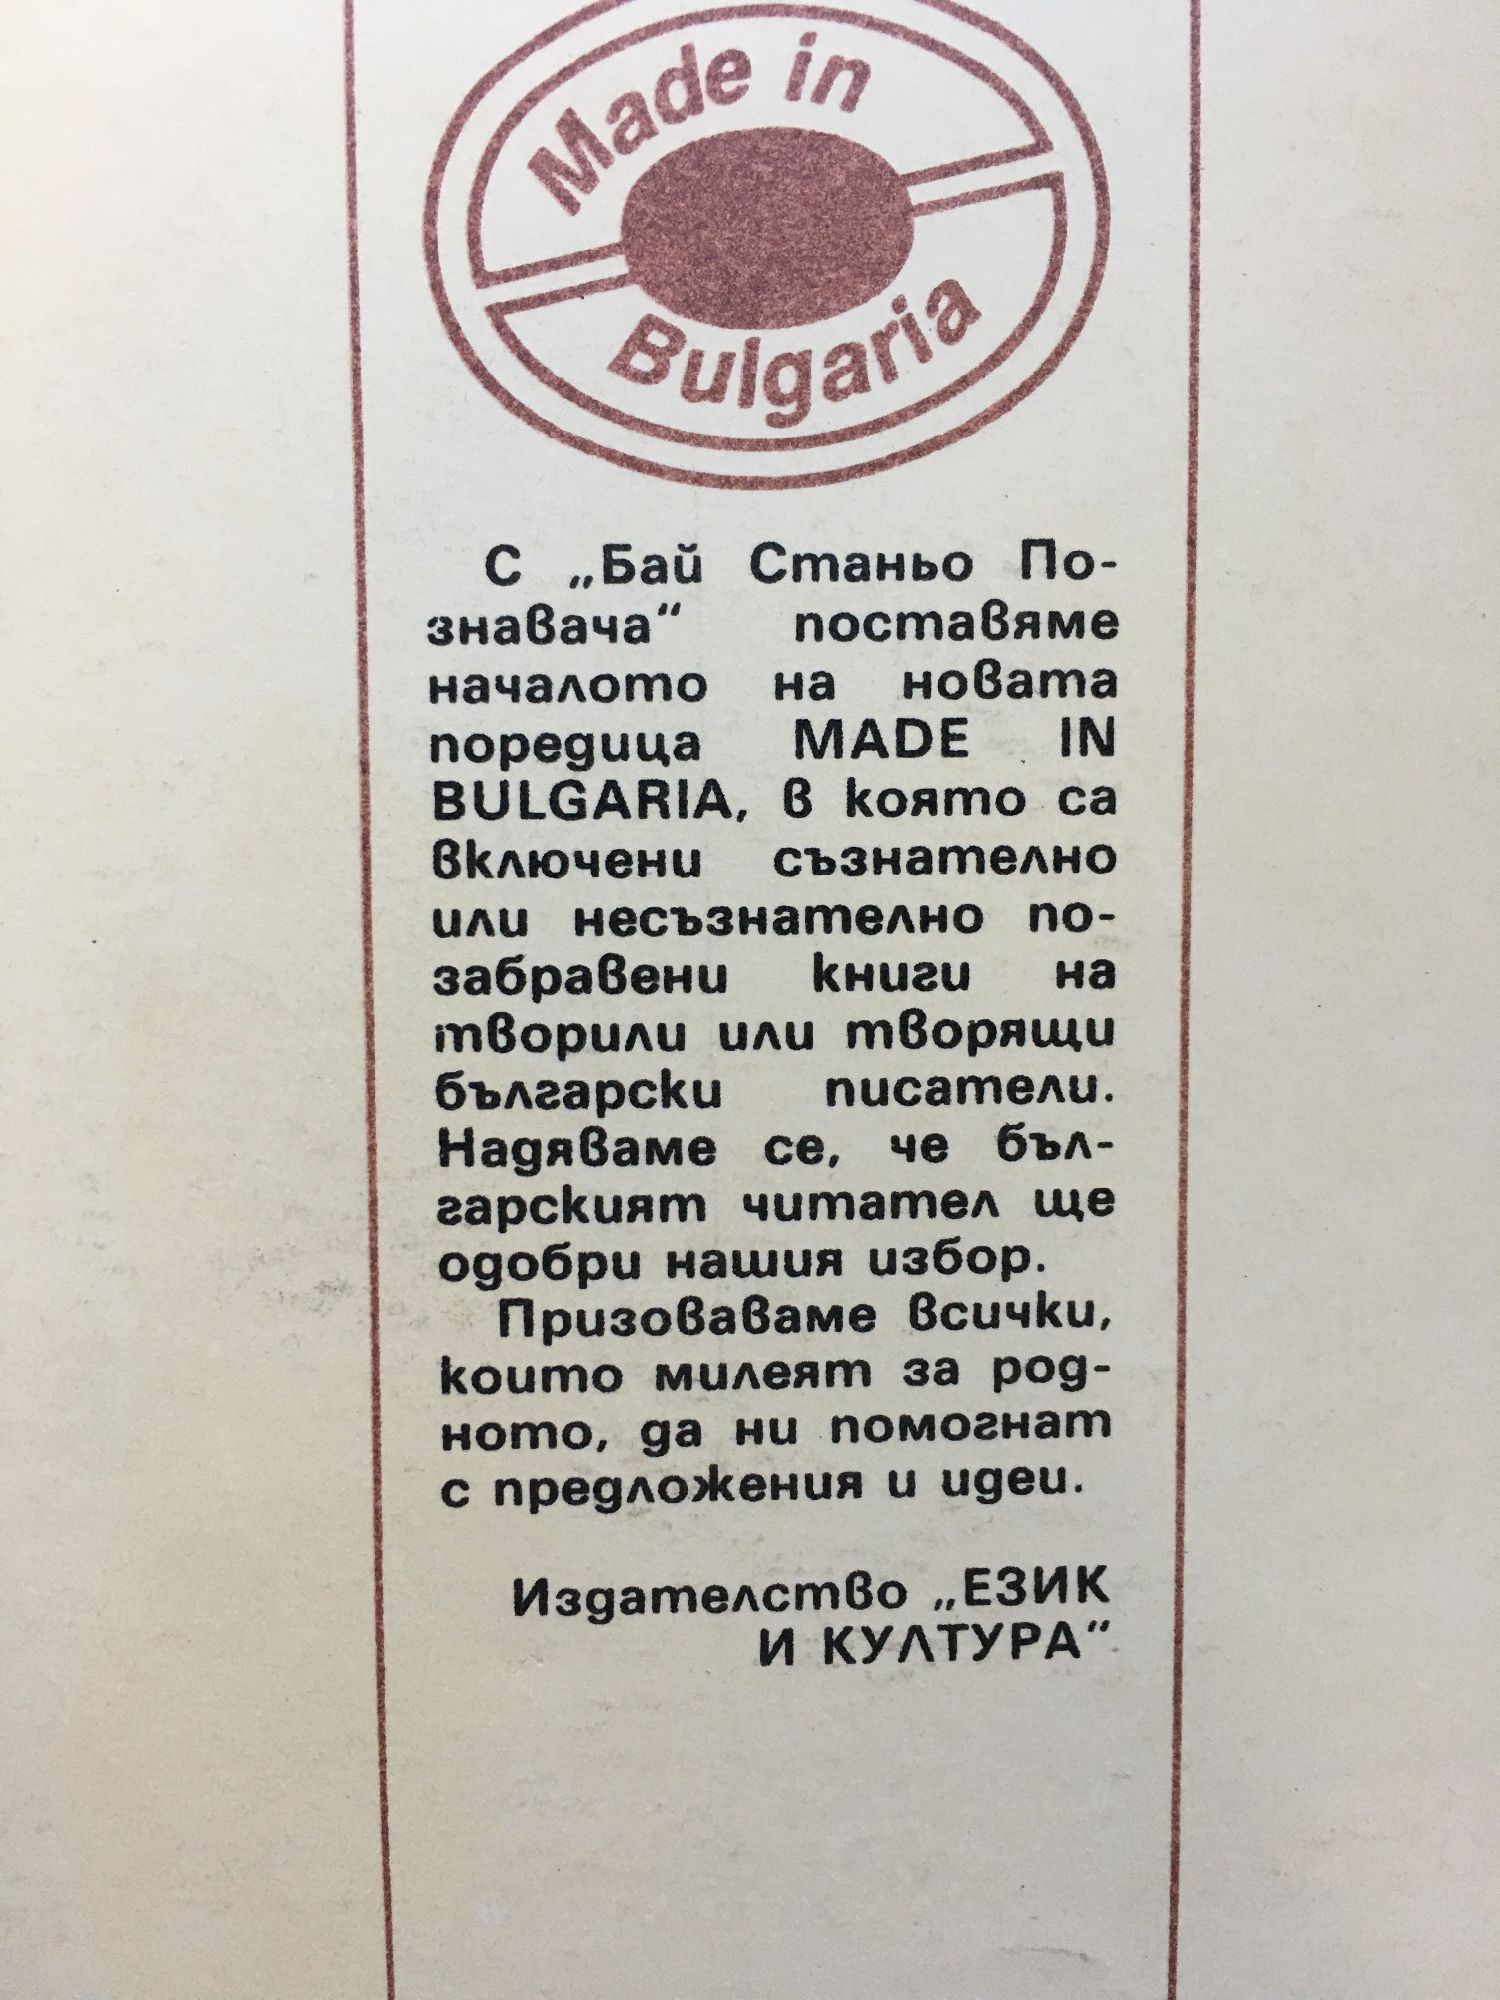 Made in
Bulgaria
С „Бай Станьо По-
знавача“ поставяме
началото на новата
поредица MADE IN
BULGARIA, в която са
включени съзнателно
или несъзнателно по-
забравени книги на
творили или творящи
български писатели.
Надяваме се, че бъл-
гарският читател ще
одобри нашия избор.
Призоваваме всички,
които милеят за род-
ното, да ни помогнат
с предложения и идеи.
Издателство „ЕЗИК
И КУЛТУРА“